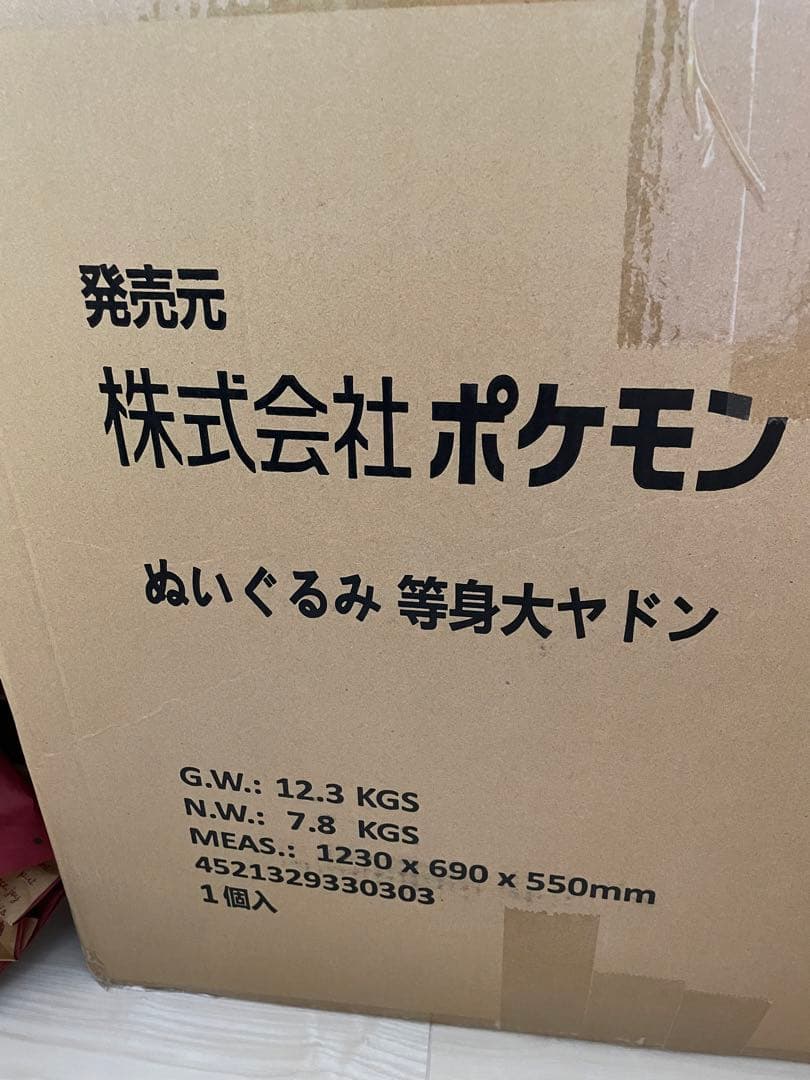 発売元
株式会社ポケモン
ぬいぐるみ 等身大ヤドン
G.W.: 12.3 KGS
N.W.: 7.8 KGS
MEAS.: 1230 x 690 x 550mm
4521329330303
1個入